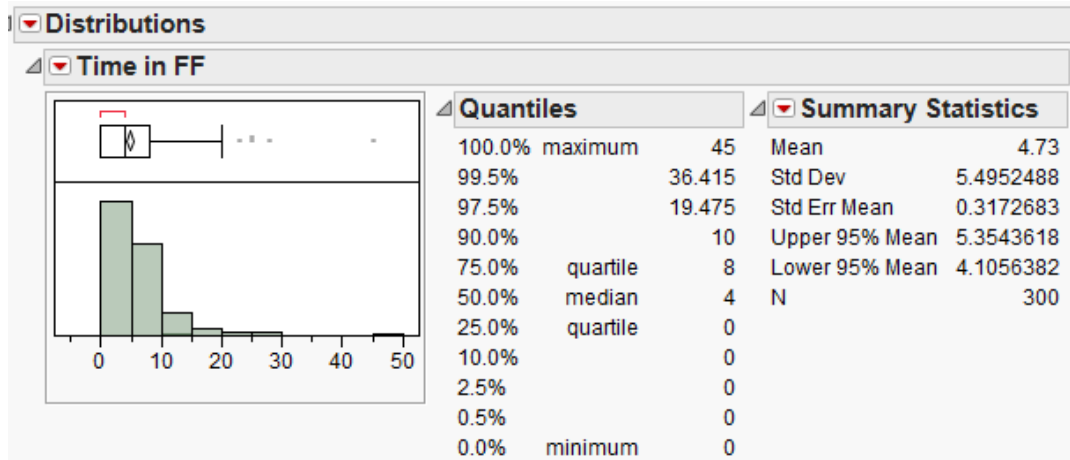 Distributions
Time in FF
0 10 20 30 40 50
Quantiles
100.0% maximum 45
99.5% 36.415
97.5% 19.475
90.0% 10
75.0% quartile 8
50.0% median 4
25.0% quartile 0
10.0% 0
2.5% 0
0.5% 0
0.0% minimum 0
Summary Statistics
Mean 4.73
Std Dev 5.4952488
Std Err Mean 0.3172683
Upper 95% Mean 5.3543618
Lower 95% Mean 4.1056382
N 300